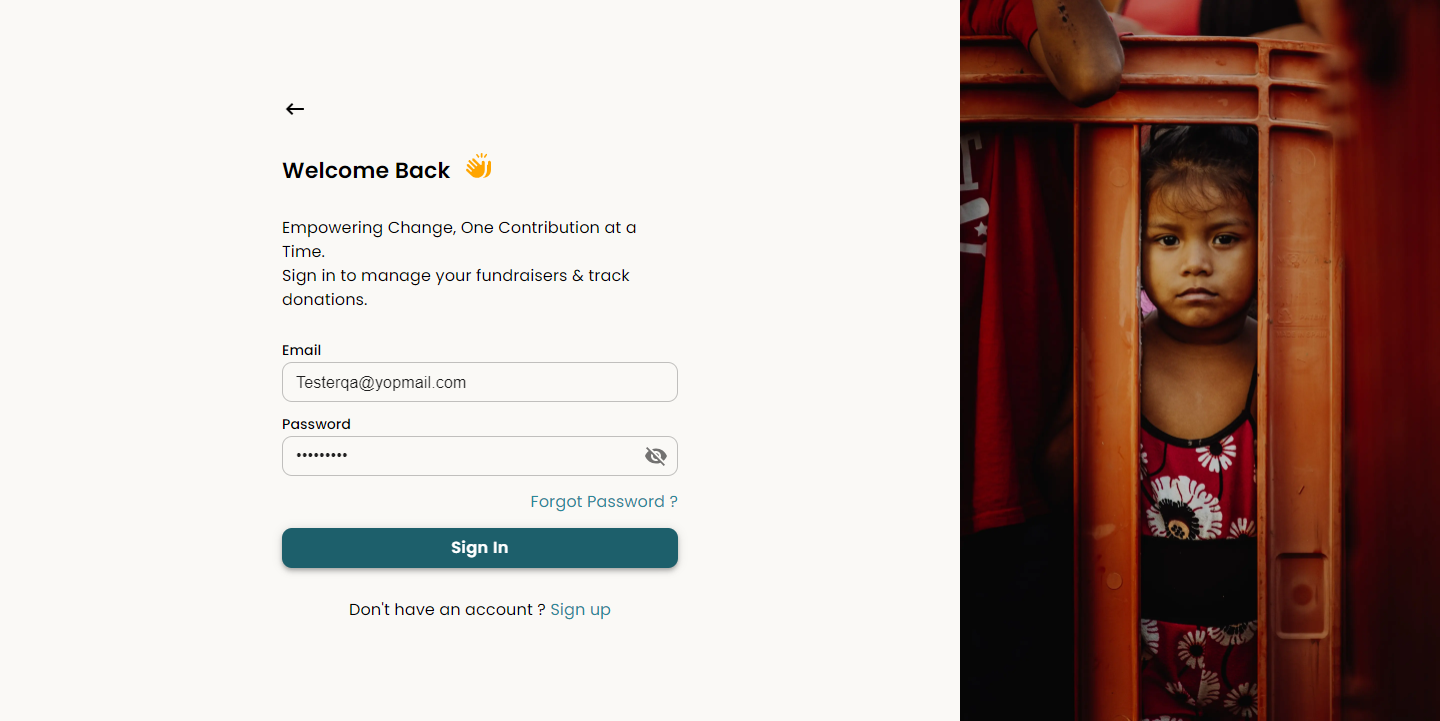 Welcome Back 👏
Empowering Change, One Contribution at a
Time.
Sign in to manage your fundraisers & track
donations.
Email
Testerqa@yopmail.com
Password
•••••••••
Forgot Password ?
Sign In
Don't have an account ? Sign up